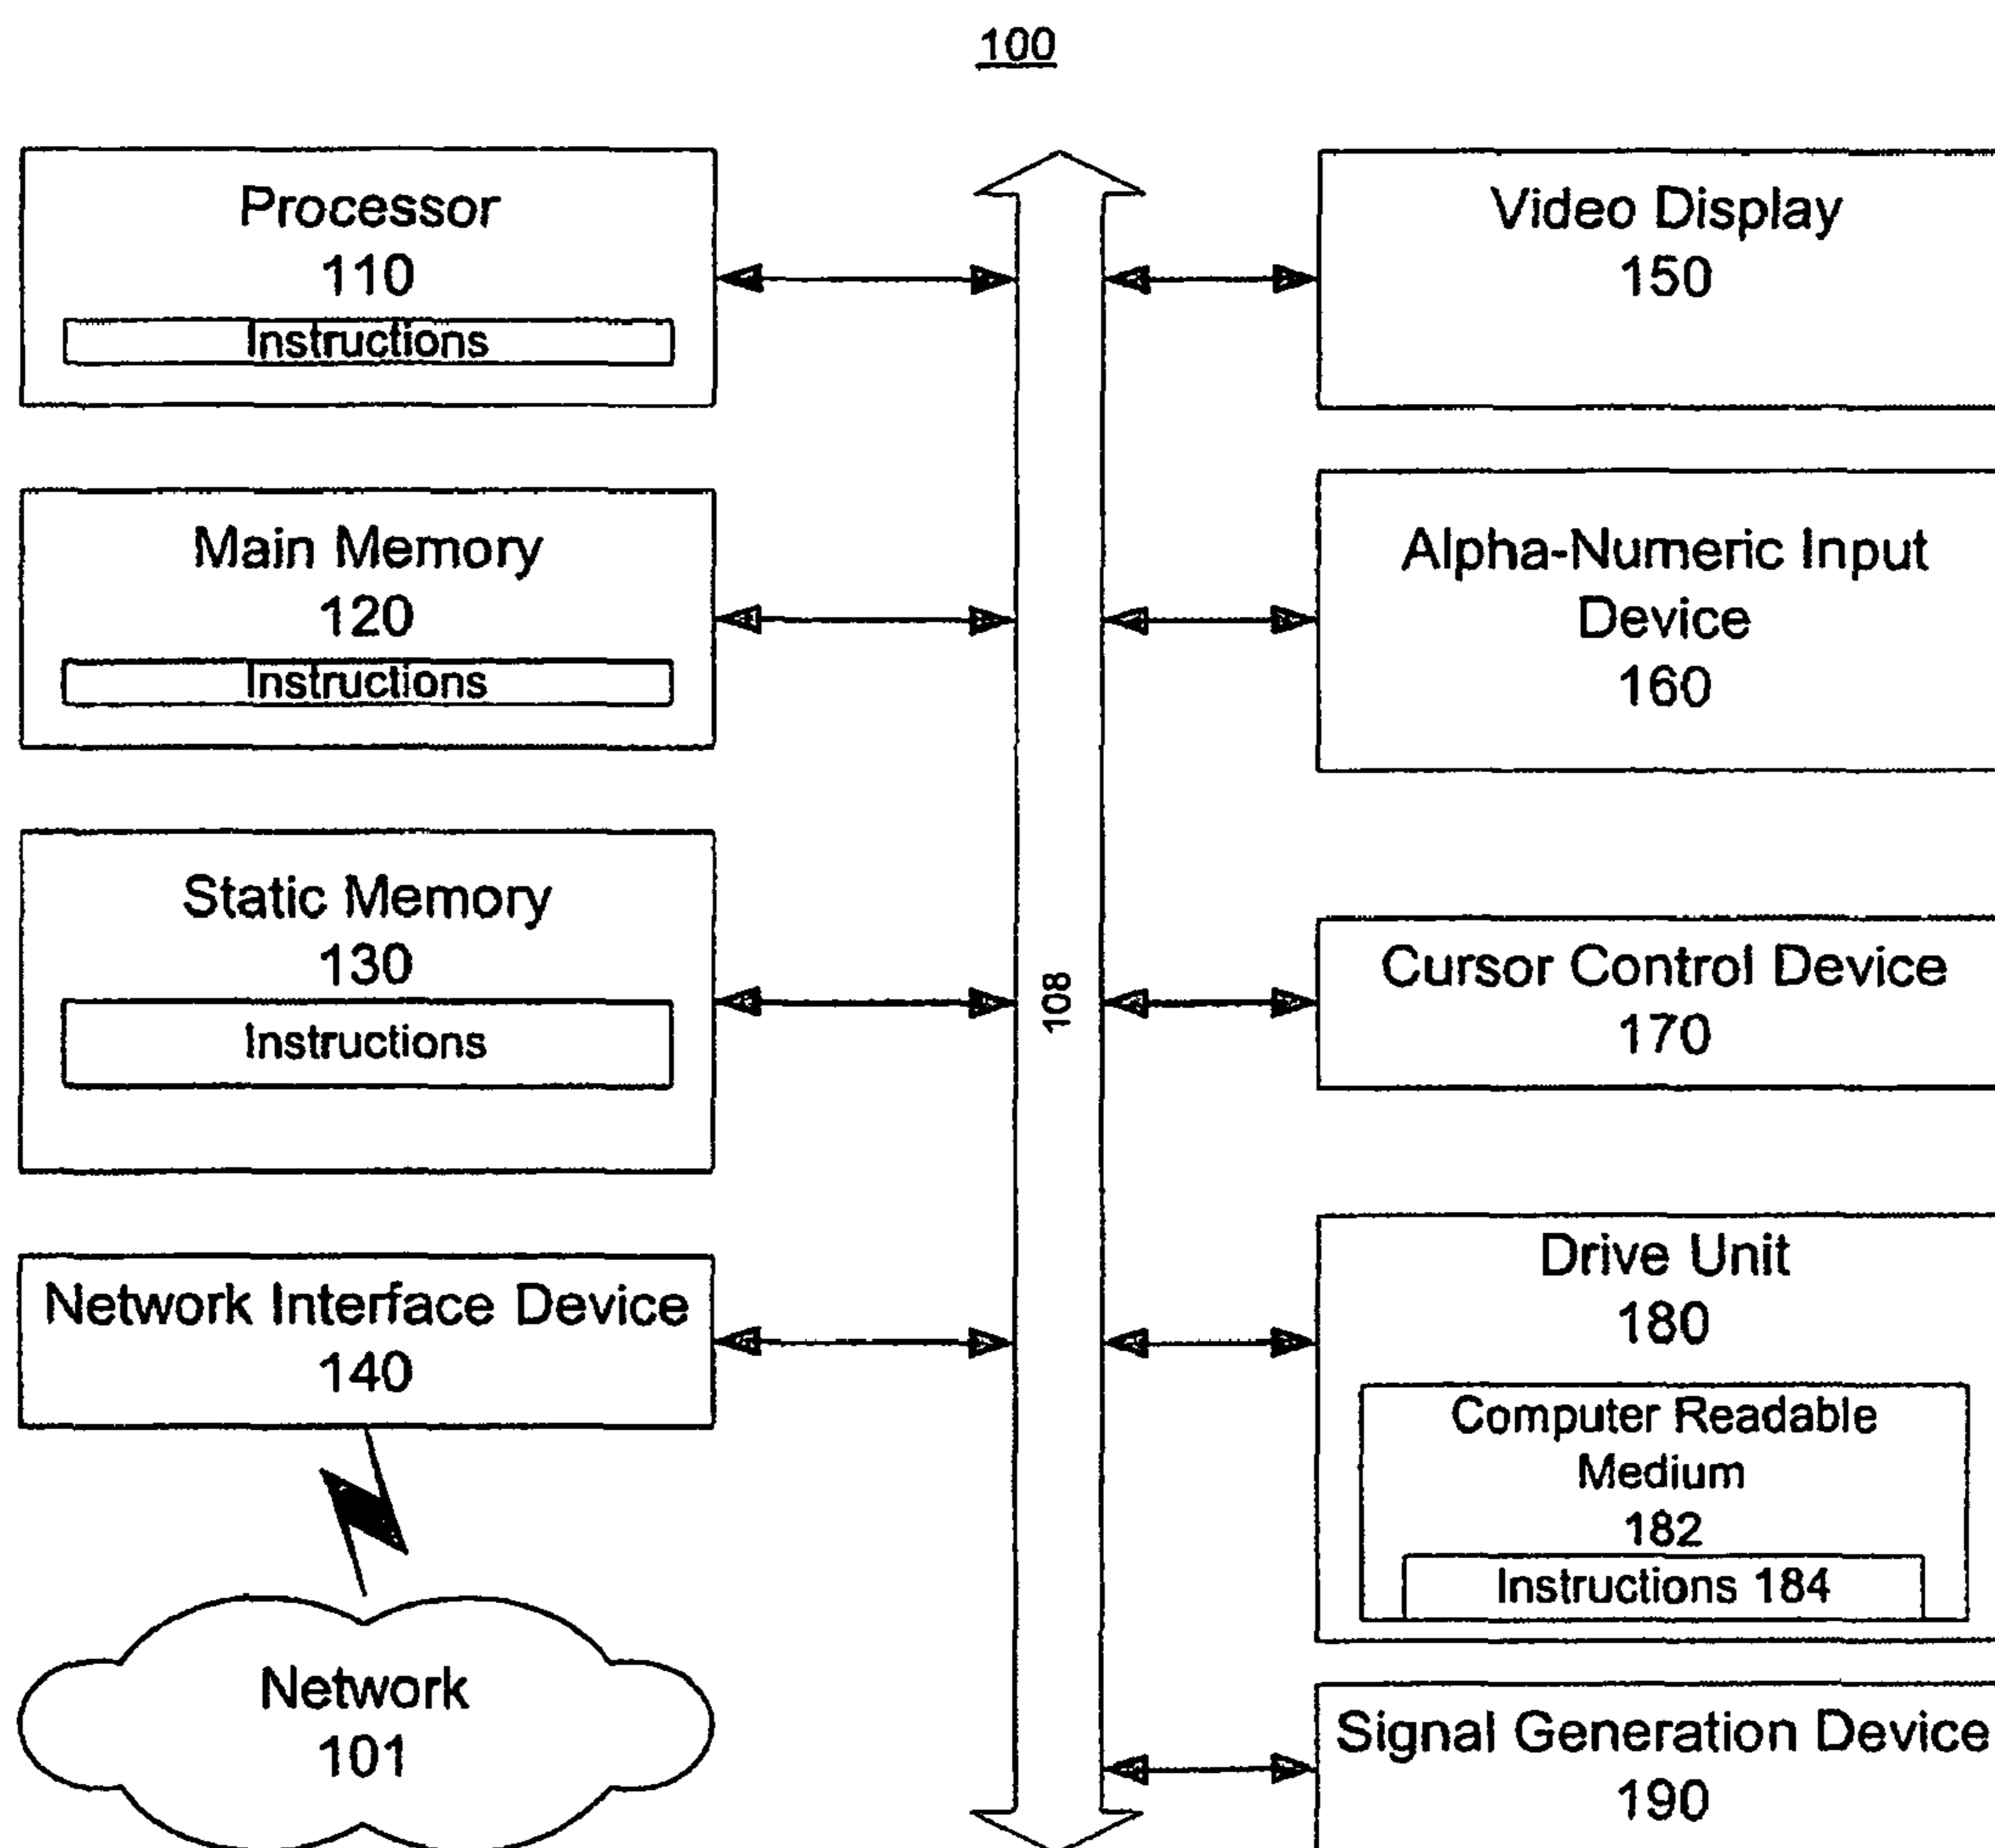 100
Processor
110
Instructions
Main Memory
120
Instructions
Static Memory
130
Instructions
Network Interface Device
140
Network
101
108
Video Display
150
Alpha-Numeric Input
Device
160
Cursor Control Device
170
Drive Unit
180
Computer Readable
Medium
182
Instructions 184
Signal Generation Device
190